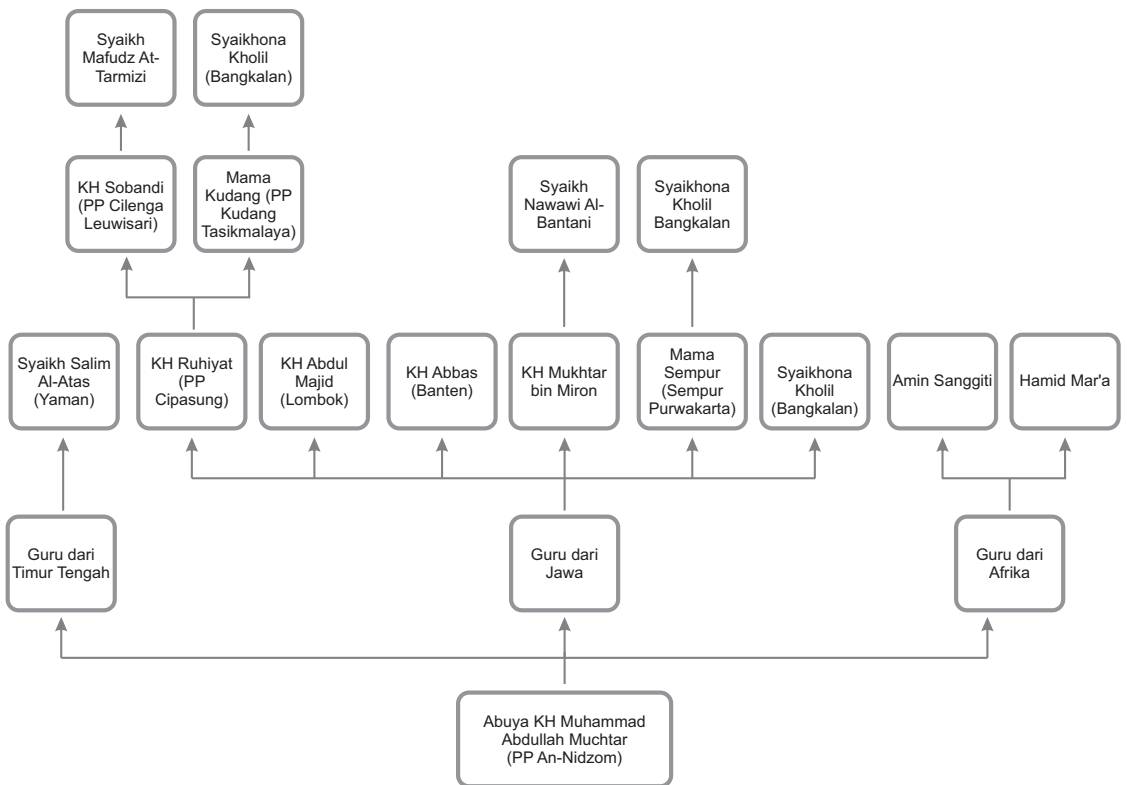 Syaikh
Mafudz At-
Tarmizi
Syaikhona
Kholil
(Bangkalan)
KH Sobandi
(PP Cilenga
Leuwisari)
Mama
Kudang (PP
Kudang
Tasikmalaya)
Syaikh
Nawawi Al-
Bantani
Syaikhona
Kholil
Bangkalan
Syaikh Salim
Al-Atas
(Yaman)
KH Ruhiyat
(PP
Cipasung)
KH Abdul
Majid
(Lombok)
KH Abbas
(Banten)
KH Mukhtar
bin Miron
Mama
Sempur
(Sempur
Purwakarta)
Syaikhona
Kholil
(Bangkalan)
Amin Sanggiti
Hamid Mar'a
Guru dari
Timur Tengah
Guru dari
Jawa
Guru dari
Afrika
Abuya KH Muhammad
Abdullah Muchtar
(PP An-Nidzom)